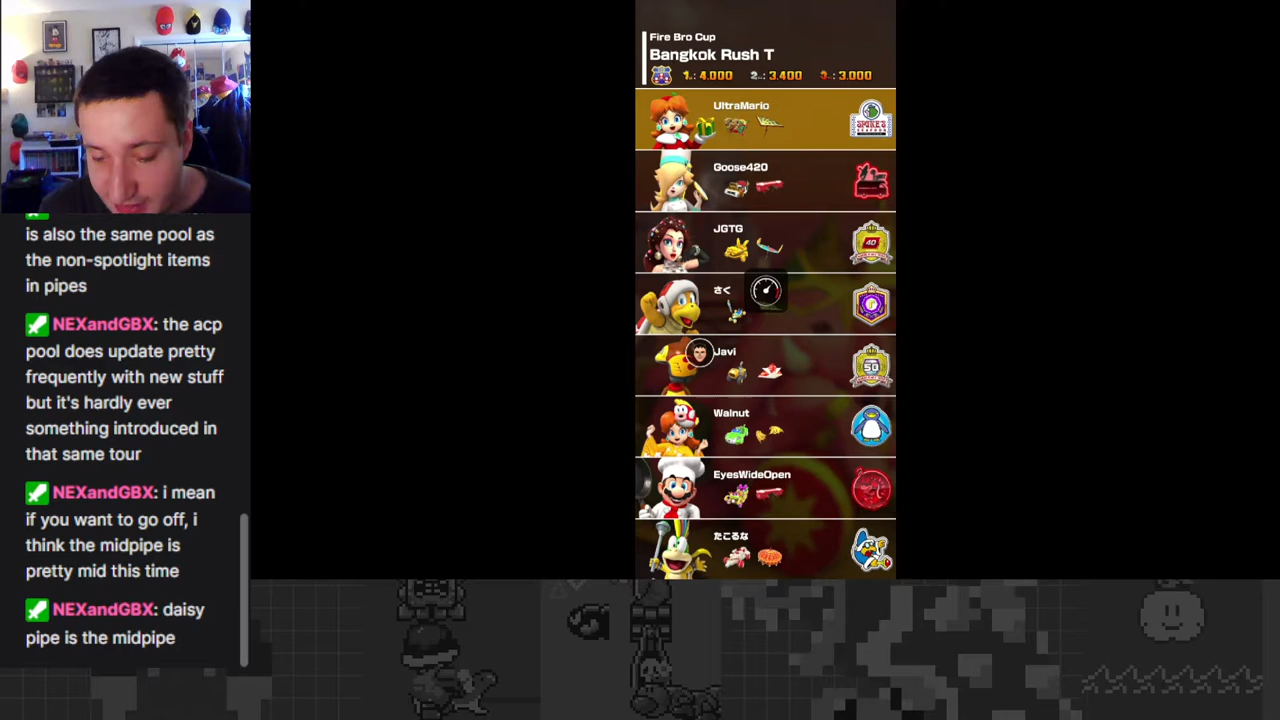 is also the same pool as
the non-spotlight items
in pipes
NEXandGBX: the acp
pool does update pretty
frequently with new stuff
but it's hardly ever
something introduced in
that same tour
NEXandGBX: i mean
if you want to go off, i
think the midpipe is
pretty mid this time
NEXandGBX: daisy
pipe is the midpipe
Fire Bro Cup
Bangkok Rush T
1: 4.000 2: 3.400 3: 3.000
UltraMario
Goose420
JGTG
40
さく
Javi
50
Walnut
EyesWideOpen
たこるな